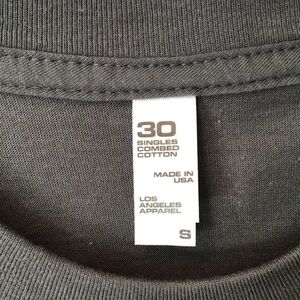 30
SINGLES
COMBED
COTTON
MADE IN
USA
LOS
ANGELES
APPAREL
S